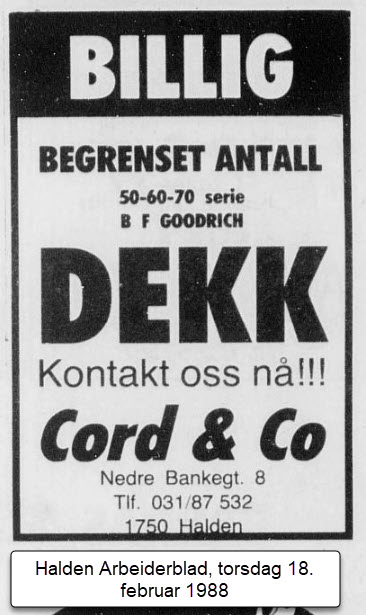 BILLIG
BEGRENSET ANTALL
50-60-70 serie
B F GOODRICH
DEKK
Kontakt oss nå!!!
Cord & Co
Nedre Bankegt. 8
Tlf. 031/87 532
1750 Halden
Halden Arbeiderblad, torsdag 18.
februar 1988